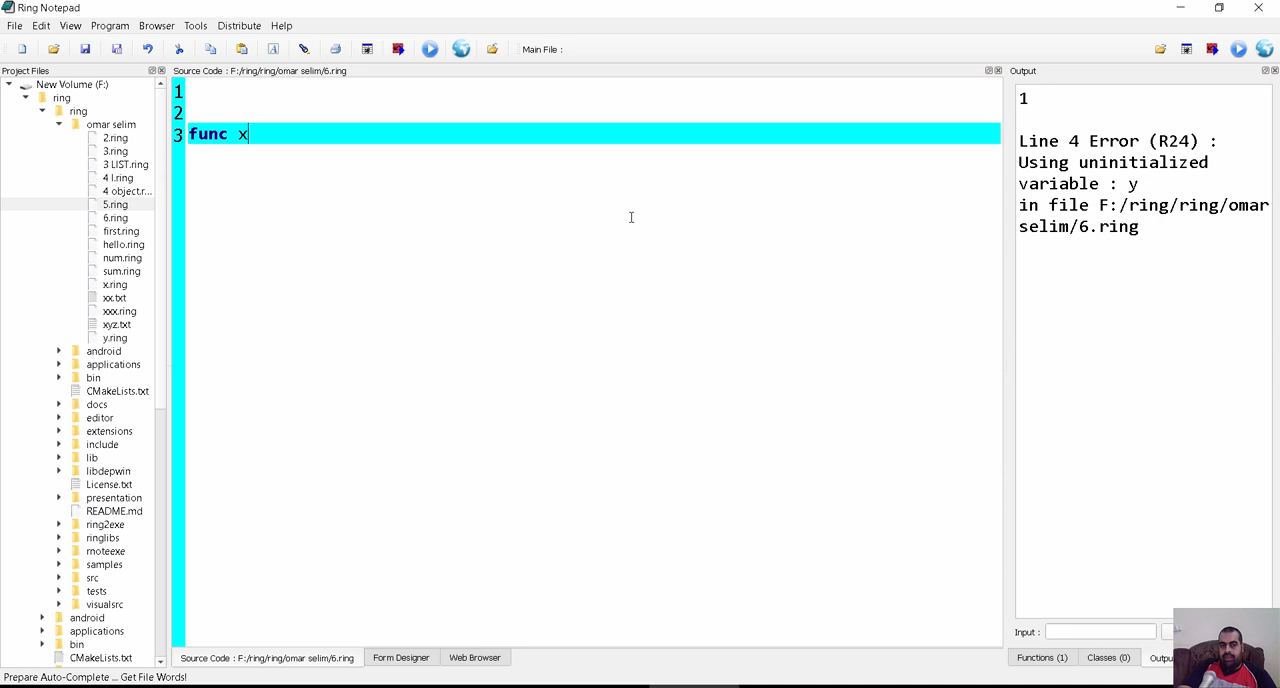 Ring Notepad
File Edit View Program Browser Tools Distribute Help
Main File :
Project Files
Source Code : F:/ring/ring/omar selim/6.ring
Output
New Volume (F:)
ring
ring
omar selim
2.ring
3.ring
3 LIST.ring
4 l.ring
4 object.r...
5.ring
6.ring
first.ring
hello.ring
num.ring
sum.ring
x.ring
xx.txt
xxx.ring
xyz.txt
y.ring
android
applications
bin
CMakeLists.txt
docs
editor
extensions
include
lib
libdepwin
License.txt
presentation
README.md
ring2exe
ringlibs
rnoteexe
samples
src
tests
visualsrc
android
applications
bin
CMakeLists.txt
1
2
3 func x
1
Line 4 Error (R24) :
Using uninitialized
variable : y
in file F:/ring/ring/omar
selim/6.ring
Input :
Source Code : F:/ring/ring/omar selim/6.ring Form Designer Web Browser
Functions (1) Classes (0) Outpu
Prepare Auto-Complete ... Get File Words!